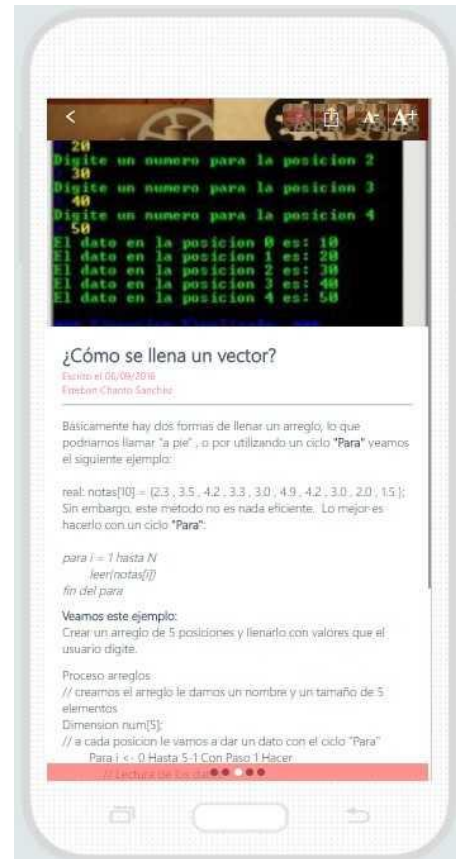 A- A+
20
Digite un numero para la posicion 2
30
Digite un numero para la posicion 3
40
Digite un numero para la posicion 4
50
El dato en la posicion 0 es: 10
El dato en la posicion 1 es: 20
El dato en la posicion 2 es: 30
El dato en la posicion 3 es: 40
El dato en la posicion 4 es: 50
¿Cómo se llena un vector?
Escrito el 06/09/2016
Esteban Chanto Sanchez
Básicamente hay dos formas de llenar un arreglo, lo que
podriamos llamar "a pie" , o por utilizando un ciclo "Para" veamos
el siguiente ejemplo:
real: notas[10] = {2.3 , 3.5 , 4.2 , 3.3 , 3.0 , 4.9 , 4.2 , 3.0 , 2.0 , 1.5 };
Sin embargo, este método no es nada eficiente. Lo mejor es
hacerlo con un ciclo "Para":
para i = 1 hasta N
leer(notas[i])
fin del para
Veamos este ejemplo:
Crear un arreglo de 5 posiciones y llenarlo con valores que el
usuario digite.
Proceso arreglos
// creamos el arreglo le damos un nombre y un tamaño de 5
elementos
Dimension num[5];
// a cada posicion le vamos a dar un dato con el ciclo "Para"
Para i <- 0 Hasta 5-1 Con Paso 1 Hacer
// Lectura de los